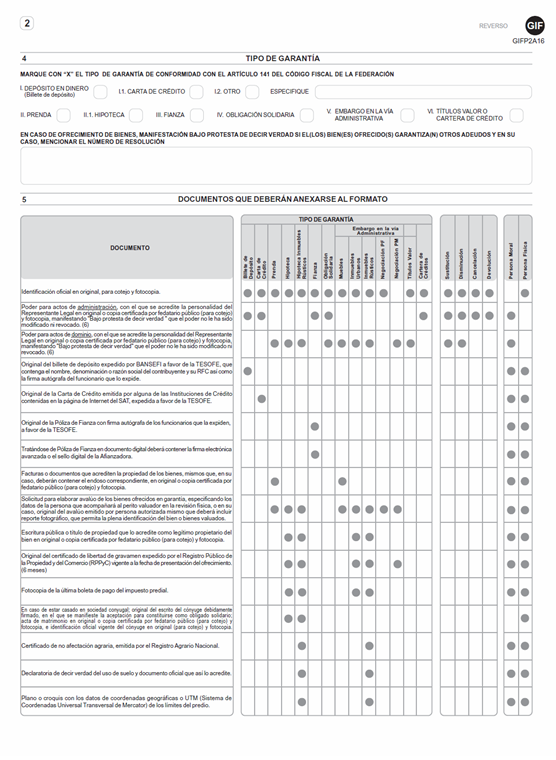 2
REVERSO
GIF
GIFP2A16
4 TIPO DE GARANTÍA
MARQUE CON “X” EL TIPO DE GARANTÍA DE CONFORMIDAD CON EL ARTÍCULO 141 DEL CÓDIGO FISCAL DE LA FEDERACIÓN
I. DEPÓSITO EN DINERO
(Billete de depósito)
I.1. CARTA DE CRÉDITO
I.2. OTRO
ESPECIFIQUE
II. PRENDA
II.1. HIPOTECA
III. FIANZA
IV. OBLIGACIÓN SOLIDARIA
V. EMBARGO EN LA VÍA
ADMINISTRATIVA
VI. TÍTULOS VALOR O
CARTERA DE CRÉDITO
EN CASO DE OFRECIMIENTO DE BIENES, MANIFESTACIÓN BAJO PROTESTA DE DECIR VERDAD SI EL(LOS) BIEN(ES) OFRECIDO(S) GARANTIZA(N) OTROS ADEUDOS Y EN SU
CASO, MENCIONAR EL NÚMERO DE RESOLUCIÓN
5 DOCUMENTOS QUE DEBERÁN ANEXARSE AL FORMATO
DOCUMENTO
TIPO DE GARANTÍA
Embargo en la vía
Administrativa
Billete de
Depósito
Carta de
Crédito
Prenda
Hipoteca
Hipoteca Inmuebles
Rústicos
Fianza
Obligación
Solidaria
Muebles
Inmuebles
Urbanos
Inmuebles
Rústicos
Negociación PF
Negociación PM
Títulos Valor
Cartera de
Créditos
Sustitución
Disminución
Cancelación
Devolución
Persona Moral
Persona Física
Identificación oficial en original, para cotejo y fotocopia.
Poder para actos de administración, con el que se acredite la personalidad del
Representante Legal en original o copia certificada por fedatario público (para cotejo)
y fotocopia, manifestando “Bajo protesta de decir verdad ” que el poder no le ha sido
modificado ni revocado. (6)
Poder para actos de dominio, con el que se acredite la personalidad del Representante
Legal en original o copia certificada por fedatario público (para cotejo) y fotocopia,
manifestando “Bajo protesta de decir verdad” que el poder no le ha sido modificado ni
revocado. (6)
Original del billete de depósito expedido por BANSEFI a favor de la TESOFE, que
contenga el nombre, denominación o razón social del contribuyente y su RFC así como
la firma autógrafa del funcionario que lo expide.
Original de la Carta de Crédito emitida por alguna de las Instituciones de Crédito
contenidas en la página de Internet del SAT, expedida a favor de la TESOFE.
Original de la Póliza de Fianza con firma autógrafa de los funcionarios que la expiden,
a favor de la TESOFE.
Tratándose de Póliza de Fianza en documento digital deberá contener la firma electrónica
avanzada o el sello digital de la Afianzadora.
Facturas o documentos que acrediten la propiedad de los bienes, mismos que, en su
caso, deberán contener el endoso correspondiente, en original o copia certificada por
fedatario público (para cotejo) y fotocopia.
Solicitud para elaborar avalúo de los bienes ofrecidos en garantía, especificando los
datos de la persona que acompañará al perito valuador en la revisión física, o en su
caso, original del avalúo emitido por persona autorizada mismo que deberá incluir
reporte fotográfico, que permita la plena identificación del bien o bienes valuados.
Escritura pública o título de propiedad que lo acredite como legítimo propietario del
bien en original o copia certificada por fedatario público (para cotejo) y fotocopia.
Original del certificado de libertad de gravamen expedido por el Registro Público de
la Propiedad y del Comercio (RPPyC) vigente a la fecha de presentación del ofrecimiento.
(6 meses)
Fotocopia de la última boleta de pago del impuesto predial.
En caso de estar casado en sociedad conyugal: original del escrito del cónyuge debidamente
firmado, en el que se manifieste la aceptación para constituirse como obligado solidario;
acta de matrimonio en original o copia certificada por fedatario público (para cotejo) y
fotocopia, e identificación oficial vigente del cónyuge en original (para cotejo) y fotocopia.
Certificado de no afectación agraria, emitida por el Registro Agrario Nacional.
Declaratoria de decir verdad del uso de suelo y documento oficial que así lo acredite.
Plano o croquis con los datos de coordenadas geográficas o UTM (Sistema de
Coordenadas Universal Transversal de Mercator) de los límites del predio.